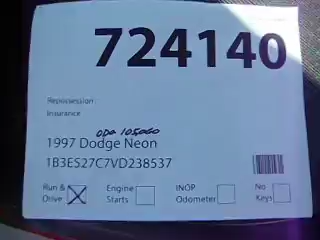 724140
Repossession
Insurance
ODO 105060
1997 Dodge Neon
1B3ES27C7VD238537
Run & Drive Engine Starts INOP Odometer No Keys